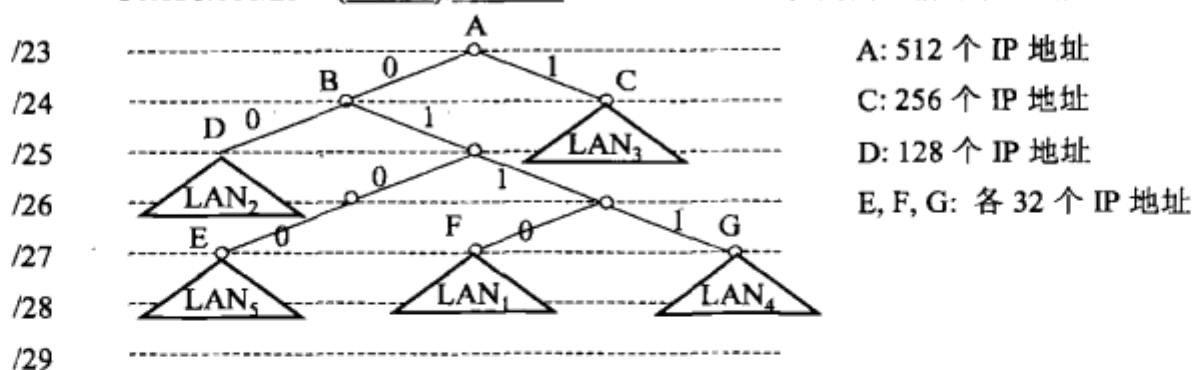 A
/23
0
1
A: 512 个 IP 地址
B
C
/24
C: 256 个 IP 地址
D
0
1
/25
LAN₃
D: 128 个 IP 地址
0
1
/26
LAN₂
E, F, G: 各 32 个 IP 地址
E
0
F
0
1
G
/27
/28
LAN₅
LAN₁
LAN₄
/29